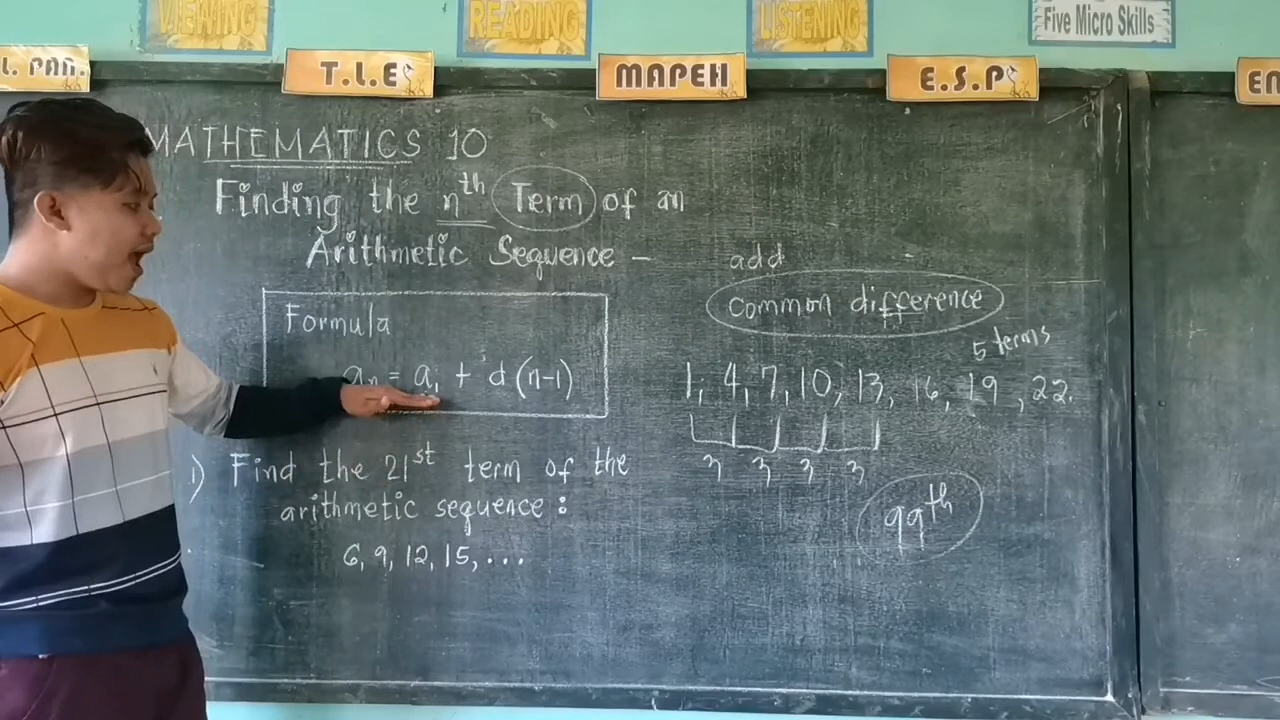 VIEWING
READING
LISTENING
Five Micro Skills
L. PAN.
T.L.E
MAPEH
E.S.P
EN
MATHEMATICS 10
Finding the nth Term of an
Arithmetic Sequence –
Formula
an = a1 + d (n-1)
1) Find the 21st term of the
arithmetic sequence:
6, 9, 12, 15, ...
add
common difference
5 terms
1, 4, 7, 10, 13, 16, 19, 22.
3 3 3 3
99th